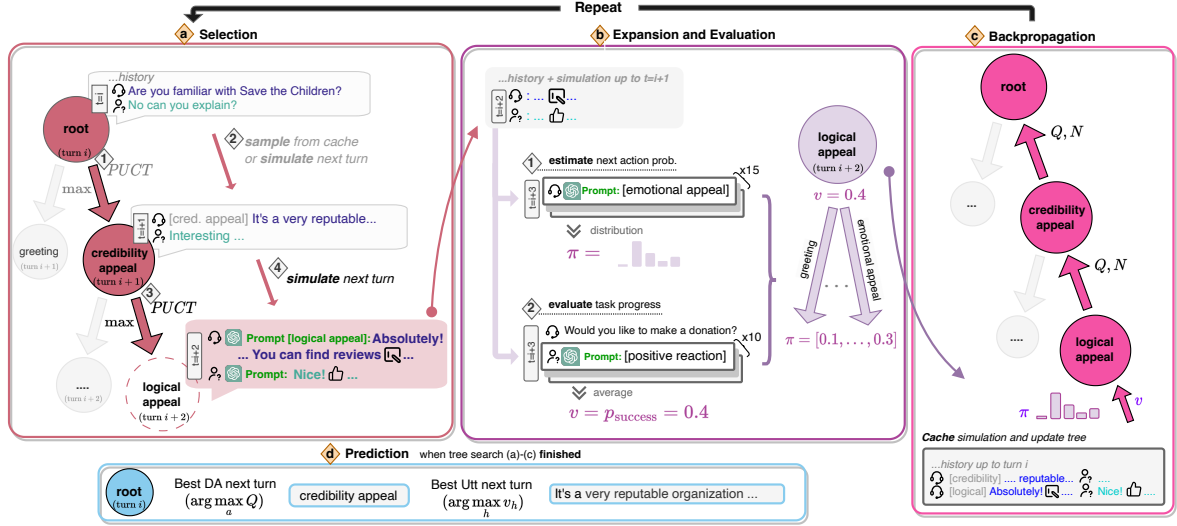 Repeat
a Selection
...history
t=i
Are you familiar with Save the Children?
No can you explain?
root
(turn i)
1
PUCT
max
2
sample from cache
or simulate next turn
greeting
(turn i + 1)
t=i+1
[cred. appeal] It's a very reputable...
Interesting ...
credibility
appeal
(turn i + 1)
3
PUCT
max
4
simulate next turn
t=i+2
Prompt [logical appeal]: Absolutely!
... You can find reviews ...
Prompt: Nice! ...
....
(turn i + 2)
logical
appeal
(turn i + 2)
b Expansion and Evaluation
...history + simulation up to t=i+1
t=i+2
: ... ...
: ... ...
1
estimate next action prob.
x15
t=i+3
Prompt: [emotional appeal]
distribution
π =
2
evaluate task progress
t=i+3
Would you like to make a donation?
x10
Prompt: [positive reaction]
average
v = p_success = 0.4
logical
appeal
(turn i + 2)
v = 0.4
greeting
...
emotional appeal
π = [0.1, . . . , 0.3]
c Backpropagation
root
Q, N
...
credibility
appeal
Q, N
...
logical
appeal
π
v
Cache simulation and update tree
...history up to turn i
[credibility] .... reputable... ....
[logical] Absolutely! .... Nice! ....
d Prediction when tree search (a)-(c) finished
root
(turn i)
Best DA next turn
(arg max Q)
a
credibility appeal
Best Utt next turn
(arg max v_h)
h
It's a very reputable organization ...